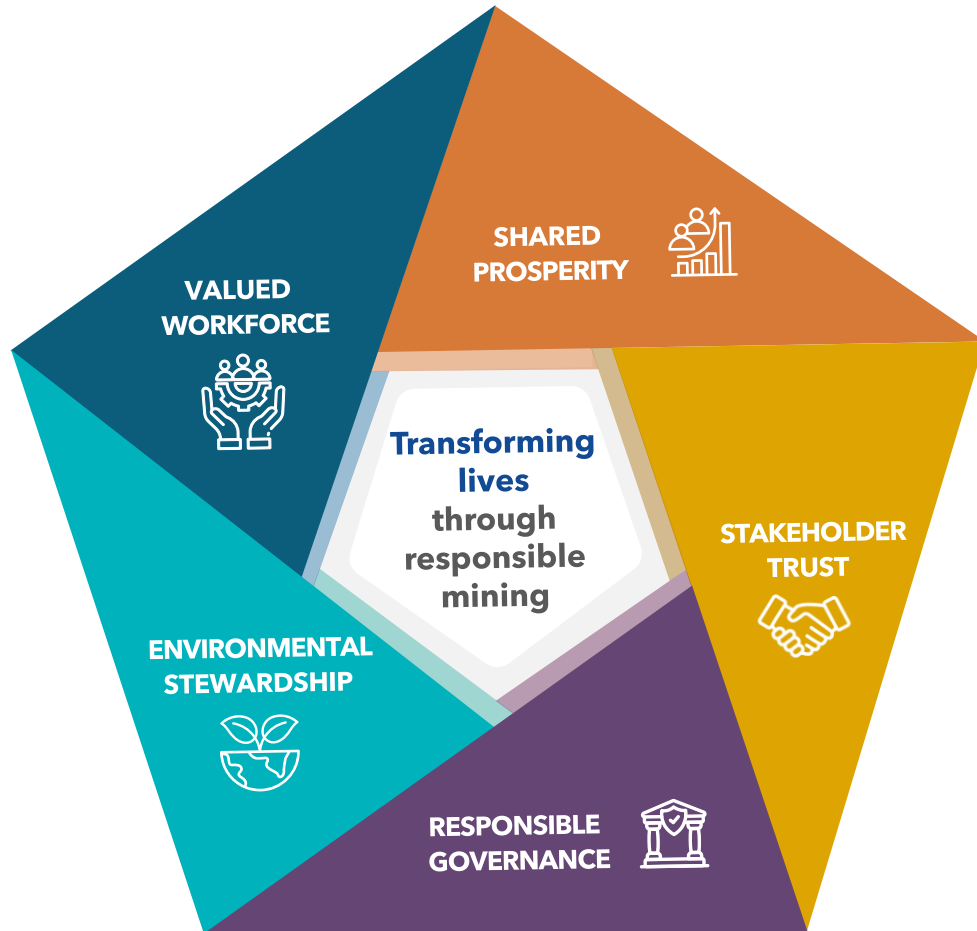 SHARED
PROSPERITY
VALUED
WORKFORCE
Transforming
lives
through
responsible
mining
STAKEHOLDER
TRUST
ENVIRONMENTAL
STEWARDSHIP
RESPONSIBLE
GOVERNANCE